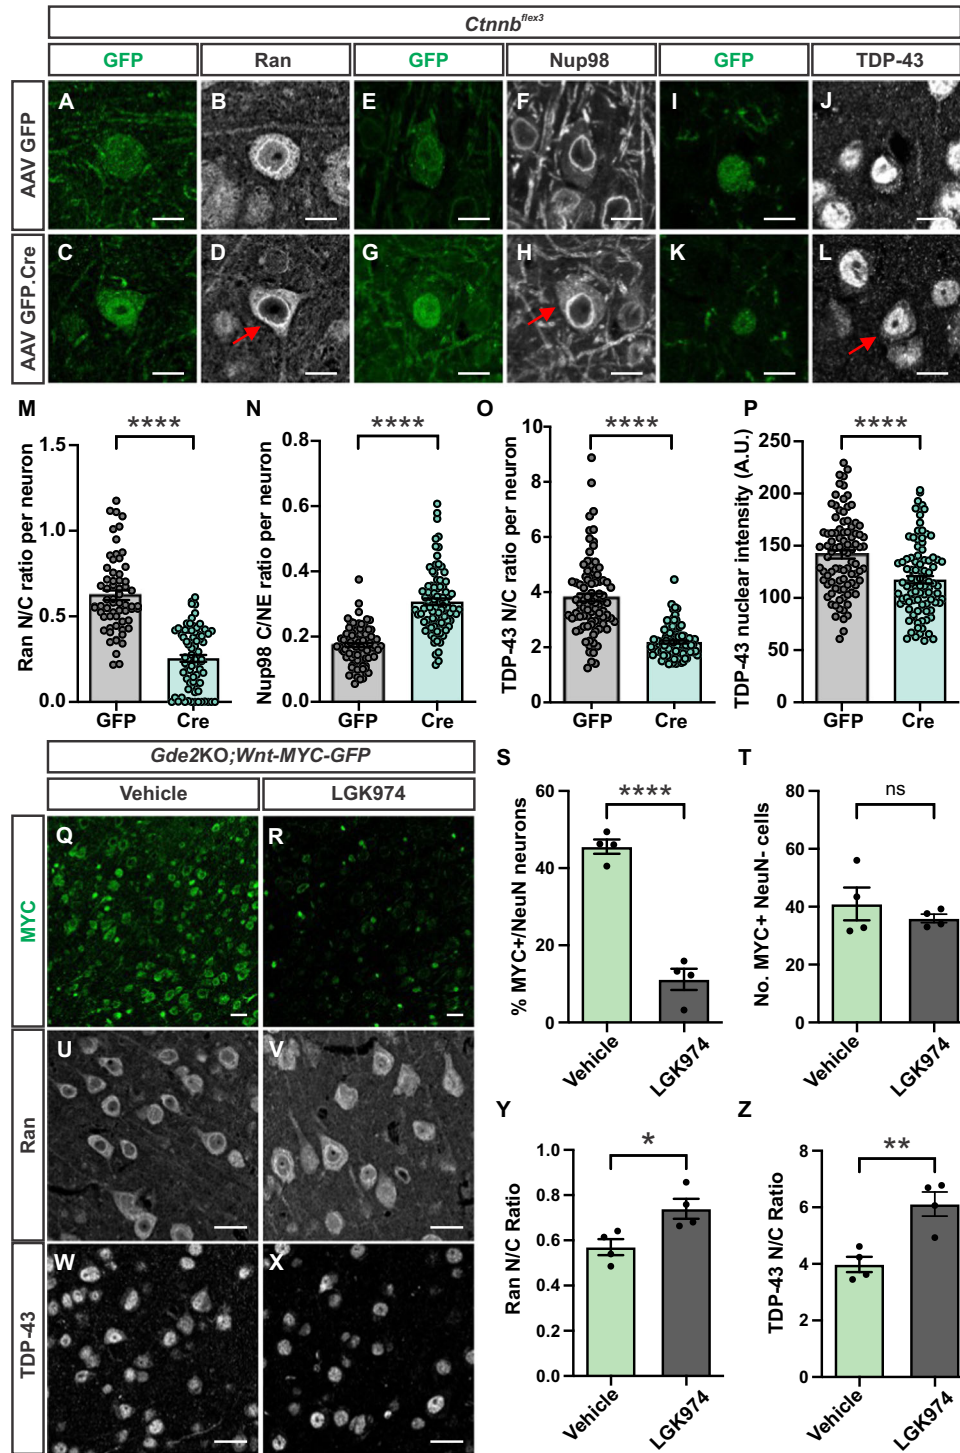 Ctnnb^flex3
GFP Ran GFP Nup98 GFP TDP-43
AAV GFP
A B E F I J
AAV GFP.Cre
C D G H K L
M
Ran N/C ratio per neuron
1.5
1.0
0.5
0.0
****
GFP Cre
N
Nup98 C/NE ratio per neuron
0.8
0.6
0.4
0.2
0.0
****
GFP Cre
O
TDP-43 N/C ratio per neuron
10
8
6
4
2
0
****
GFP Cre
P
TDP-43 nuclear intensity (A.U.)
250
200
150
100
50
0
****
GFP Cre
Gde2KO;Wnt-MYC-GFP
Vehicle LGK974
MYC
Q R
Ran
U V
TDP-43
W X
S
% MYC+/NeuN neurons
60
40
20
0
****
Vehicle LGK974
T
No. MYC+ NeuN- cells
80
60
40
20
0
ns
Vehicle LGK974
Y
Ran N/C Ratio
1.0
0.8
0.6
0.4
0.2
0.0
*
Vehicle LGK974
Z
TDP-43 N/C Ratio
8
6
4
2
0
**
Vehicle LGK974